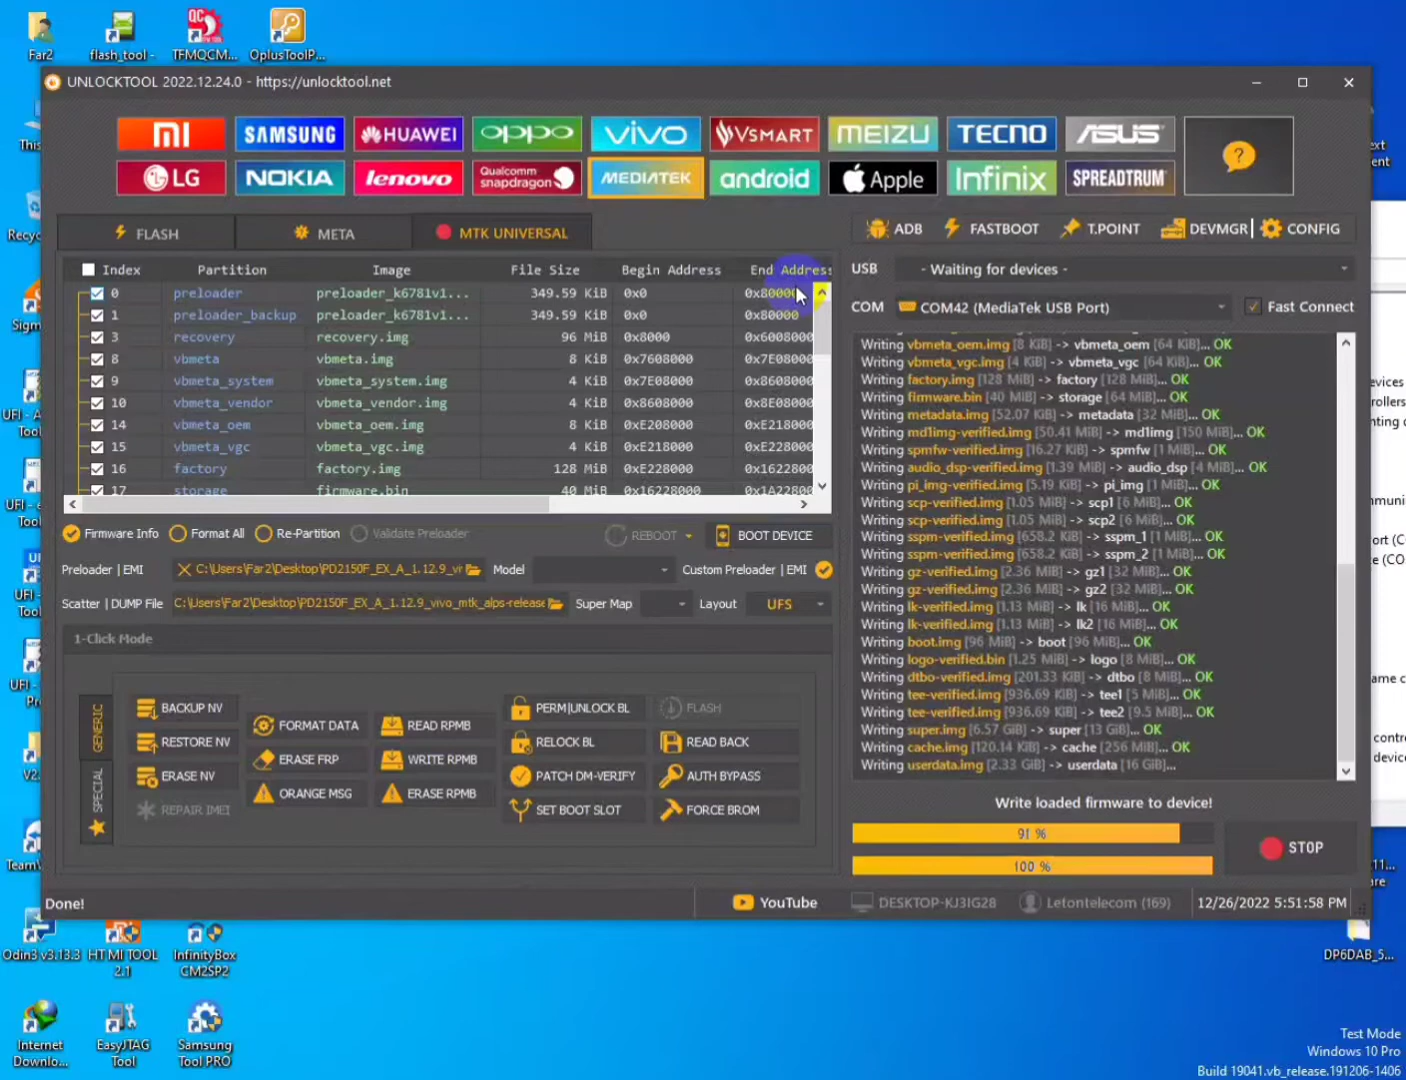 Far2
flash_tool -
TFMQCM...
OplusToolP...
UNLOCKTOOL 2022.12.24.0 - https://unlocktool.net
mi
SAMSUNG
HUAWEI
oppo
vivo
VSMART
MEIZU
TECNO
ASUS
?
LG
NOKIA
lenovo
Qualcomm
snapdragon
MEDIATEK
android
Apple
Infinix
SPREADTRUM
FLASH
META
MTK UNIVERSAL
ADB
FASTBOOT
T.POINT
DEVMGR
CONFIG
Index Partition Image File Size Begin Address End Address
0 preloader preloader_k6781v1... 349.59 KiB 0x0 0x80000
1 preloader_backup preloader_k6781v1... 349.59 KiB 0x0 0x80000
3 recovery recovery.img 96 MiB 0x8000 0x6008000
8 vbmeta vbmeta.img 8 KiB 0x7608000 0x7E08000
9 vbmeta_system vbmeta_system.img 4 KiB 0x7E08000 0x8608000
10 vbmeta_vendor vbmeta_vendor.img 4 KiB 0x8608000 0x8E08000
14 vbmeta_oem vbmeta_oem.img 8 KiB 0xE208000 0xE218000
15 vbmeta_vgc vbmeta_vgc.img 4 KiB 0xE218000 0xE228000
16 factory factory.img 128 MiB 0xE228000 0x1622800
17 storage firmware.bin 40 MiB 0x16228000 0x1A22800
USB - Waiting for devices -
COM COM42 (MediaTek USB Port) Fast Connect
Writing vbmeta_oem.img [8 KiB] -> vbmeta_oem [64 KiB]... OK
Writing vbmeta_vgc.img [4 KiB] -> vbmeta_vgc [64 KiB]... OK
Writing factory.img [128 MiB] -> factory [128 MiB]... OK
Writing firmware.bin [40 MiB] -> storage [64 MiB]... OK
Writing metadata.img [52.07 KiB] -> metadata [32 MiB]... OK
Writing md1img-verified.img [50.41 MiB] -> md1img [150 MiB]... OK
Writing spmfw-verified.img [16.27 KiB] -> spmfw [1 MiB]... OK
Writing audio_dsp-verified.img [1.39 MiB] -> audio_dsp [4 MiB]... OK
Writing pi_img-verified.img [5.19 KiB] -> pi_img [1 MiB]... OK
Writing scp-verified.img [1.05 MiB] -> scp1 [6 MiB]... OK
Writing scp-verified.img [1.05 MiB] -> scp2 [6 MiB]... OK
Writing sspm-verified.img [658.2 KiB] -> sspm_1 [1 MiB]... OK
Writing sspm-verified.img [658.2 KiB] -> sspm_2 [1 MiB]... OK
Writing gz-verified.img [2.36 MiB] -> gz1 [32 MiB]... OK
Writing gz-verified.img [2.36 MiB] -> gz2 [32 MiB]... OK
Writing lk-verified.img [1.13 MiB] -> lk [16 MiB]... OK
Writing lk-verified.img [1.13 MiB] -> lk2 [16 MiB]... OK
Writing boot.img [96 MiB] -> boot [96 MiB]... OK
Writing logo-verified.bin [1.25 MiB] -> logo [8 MiB]... OK
Writing dtbo-verified.img [201.33 KiB] -> dtbo [8 MiB]... OK
Writing tee-verified.img [936.69 KiB] -> tee1 [5 MiB]... OK
Writing tee-verified.img [936.69 KiB] -> tee2 [9.5 MiB]... OK
Writing super.img [6.57 GiB] -> super [13 GiB]... OK
Writing cache.img [120.14 KiB] -> cache [256 MiB]... OK
Writing userdata.img [2.33 GiB] -> userdata [16 GiB]...
Firmware Info Format All Re-Partition Validate Preloader REBOOT BOOT DEVICE
Preloader | EMI C:\Users\Far2\Desktop\PD2150F_EX_A_1.12.9_vi Model Custom Preloader | EMI
Scatter | DUMP File C:\Users\Far2\Desktop\PD2150F_EX_A_1.12.9_vivo_mtk_alps-release Super Map Layout UFS
1-Click Mode
GENERIC
SPECIAL
BACKUP NV
RESTORE NV
ERASE NV
REPAIR IMEI
FORMAT DATA
ERASE FRP
ORANGE MSG
READ RPMB
WRITE RPMB
ERASE RPMB
PERM|UNLOCK BL
RELOCK BL
PATCH DM-VERIFY
SET BOOT SLOT
FLASH
READ BACK
AUTH BYPASS
FORCE BROM
Write loaded firmware to device!
91 %
100 %
STOP
Done!
YouTube
DESKTOP-KJ3IG28
Letontelecom (169)
12/26/2022 5:51:58 PM
Odin3 v3.13.3
HT MI TOOL
2.1
InfinityBox
CM2SP2
DP6DAB_5...
Internet
Downlo...
EasyJTAG
Tool
Samsung
Tool PRO
Test Mode
Windows 10 Pro
Build 19041.vb_release.191206-1406